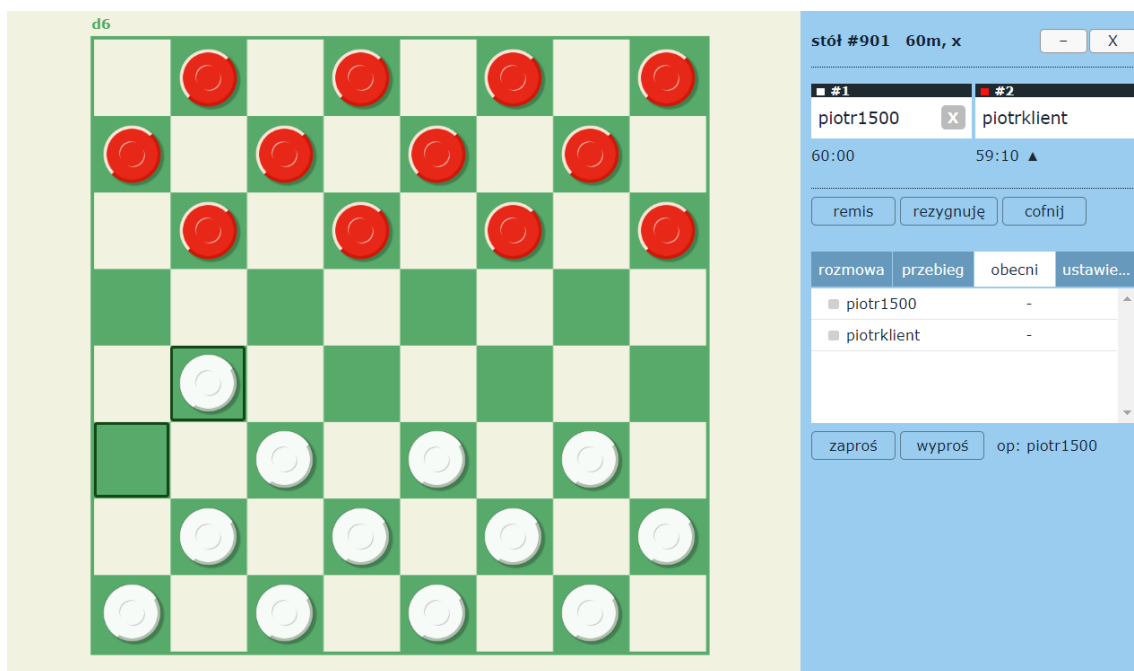 d6
stół #901 60m, x – X
#1 #2
piotr1500 X piotrklient
60:00 59:10 ▲
remis rezygnuję cofnij
rozmowa przebieg obecni ustawie...
piotr1500 -
piotrklient -
zaproś wyproś op: piotr1500